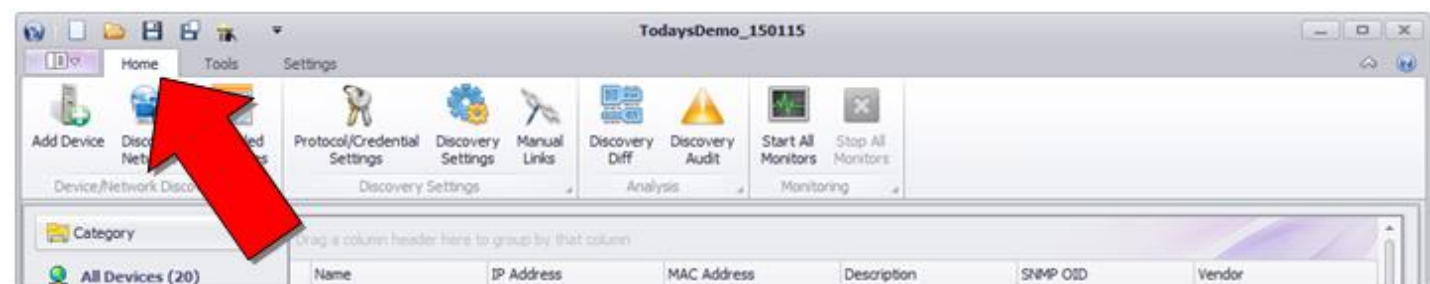 TodaysDemo_150115
Home Tools Settings
Add Device Protocol/Credential Settings Discovery Settings Manual Links Discovery Diff Discovery Audit Start All Monitors Stop All Monitors
Discovery Settings Analysis Monitoring
Category
Drag a column header here to group by that column
All Devices (20) Name IP Address MAC Address Description SNMP OID Vendor